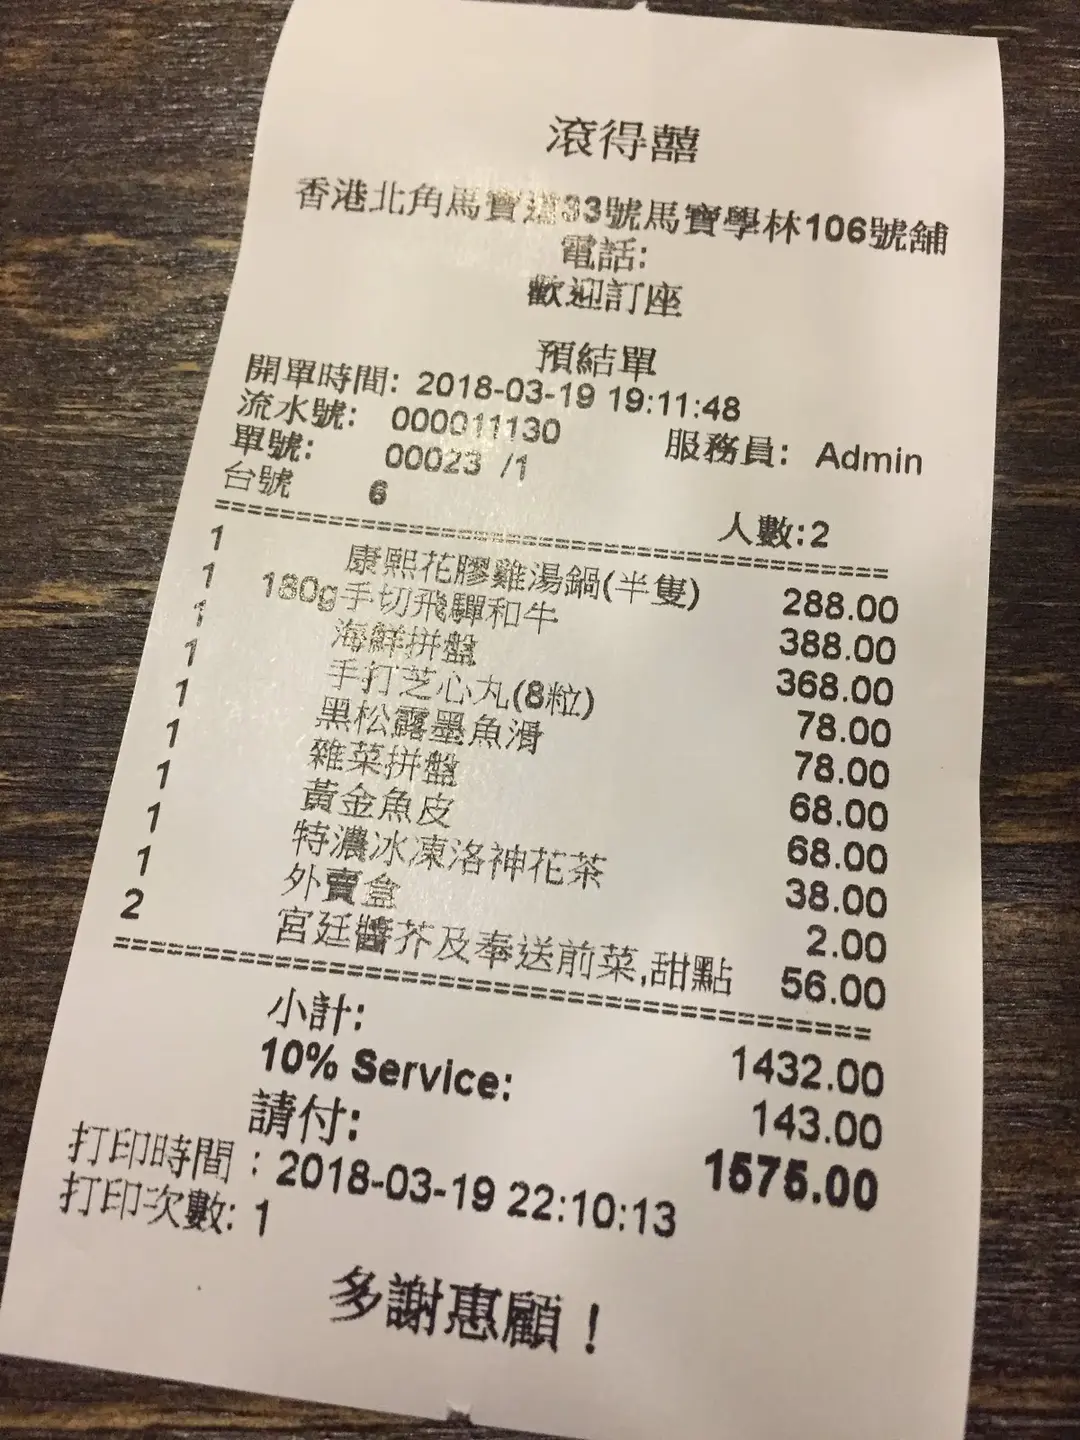 滾得囍
香港北角馬寶道33號馬寶學林106號舖
電話:
歡迎訂座
預結單
開單時間: 2018-03-19 19:11:48
流水號: 000011130 服務員: Admin
單號: 00023 /1
台號 6 人數:2
==================================
1 康熙花膠雞湯鍋(半隻) 288.00
1 180g手切飛驒和牛 388.00
1 海鮮拼盤 368.00
1 手打芝心丸(8粒) 78.00
1 黑松露墨魚滑 78.00
1 雜菜拼盤 68.00
1 黃金魚皮 68.00
1 特濃冰凍洛神花茶 38.00
1 外賣盒 2.00
2 宮廷醬芥及奉送前菜,甜點 56.00
==================================
小計: 1432.00
10% Service: 143.00
請付: 1575.00
打印時間 : 2018-03-19 22:10:13
打印次數: 1
多謝惠顧！